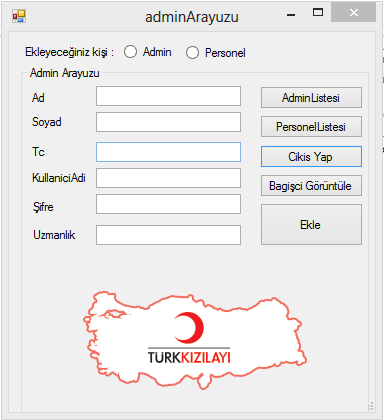 adminArayuzu
Ekleyeceğiniz kişi : Admin Personel
Admin Arayuzu
Ad
AdminListesi
Soyad
PersonelListesi
Tc
Cikis Yap
KullaniciAdi
Bagişci Görüntüle
Şifre
Ekle
Uzmanlık
TÜRKKIZILAYI